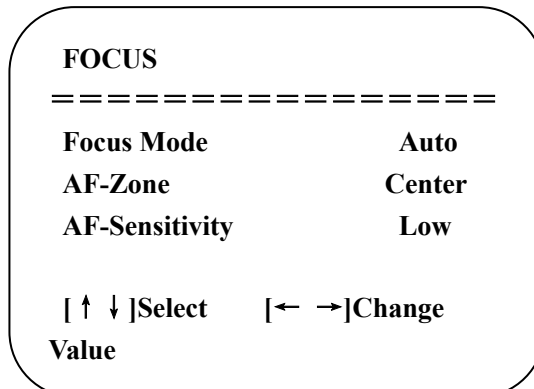 FOCUS
================
Focus Mode Auto
AF-Zone Center
AF-Sensitivity Low
[ ↑ ↓ ]Select [← →]Change
Value